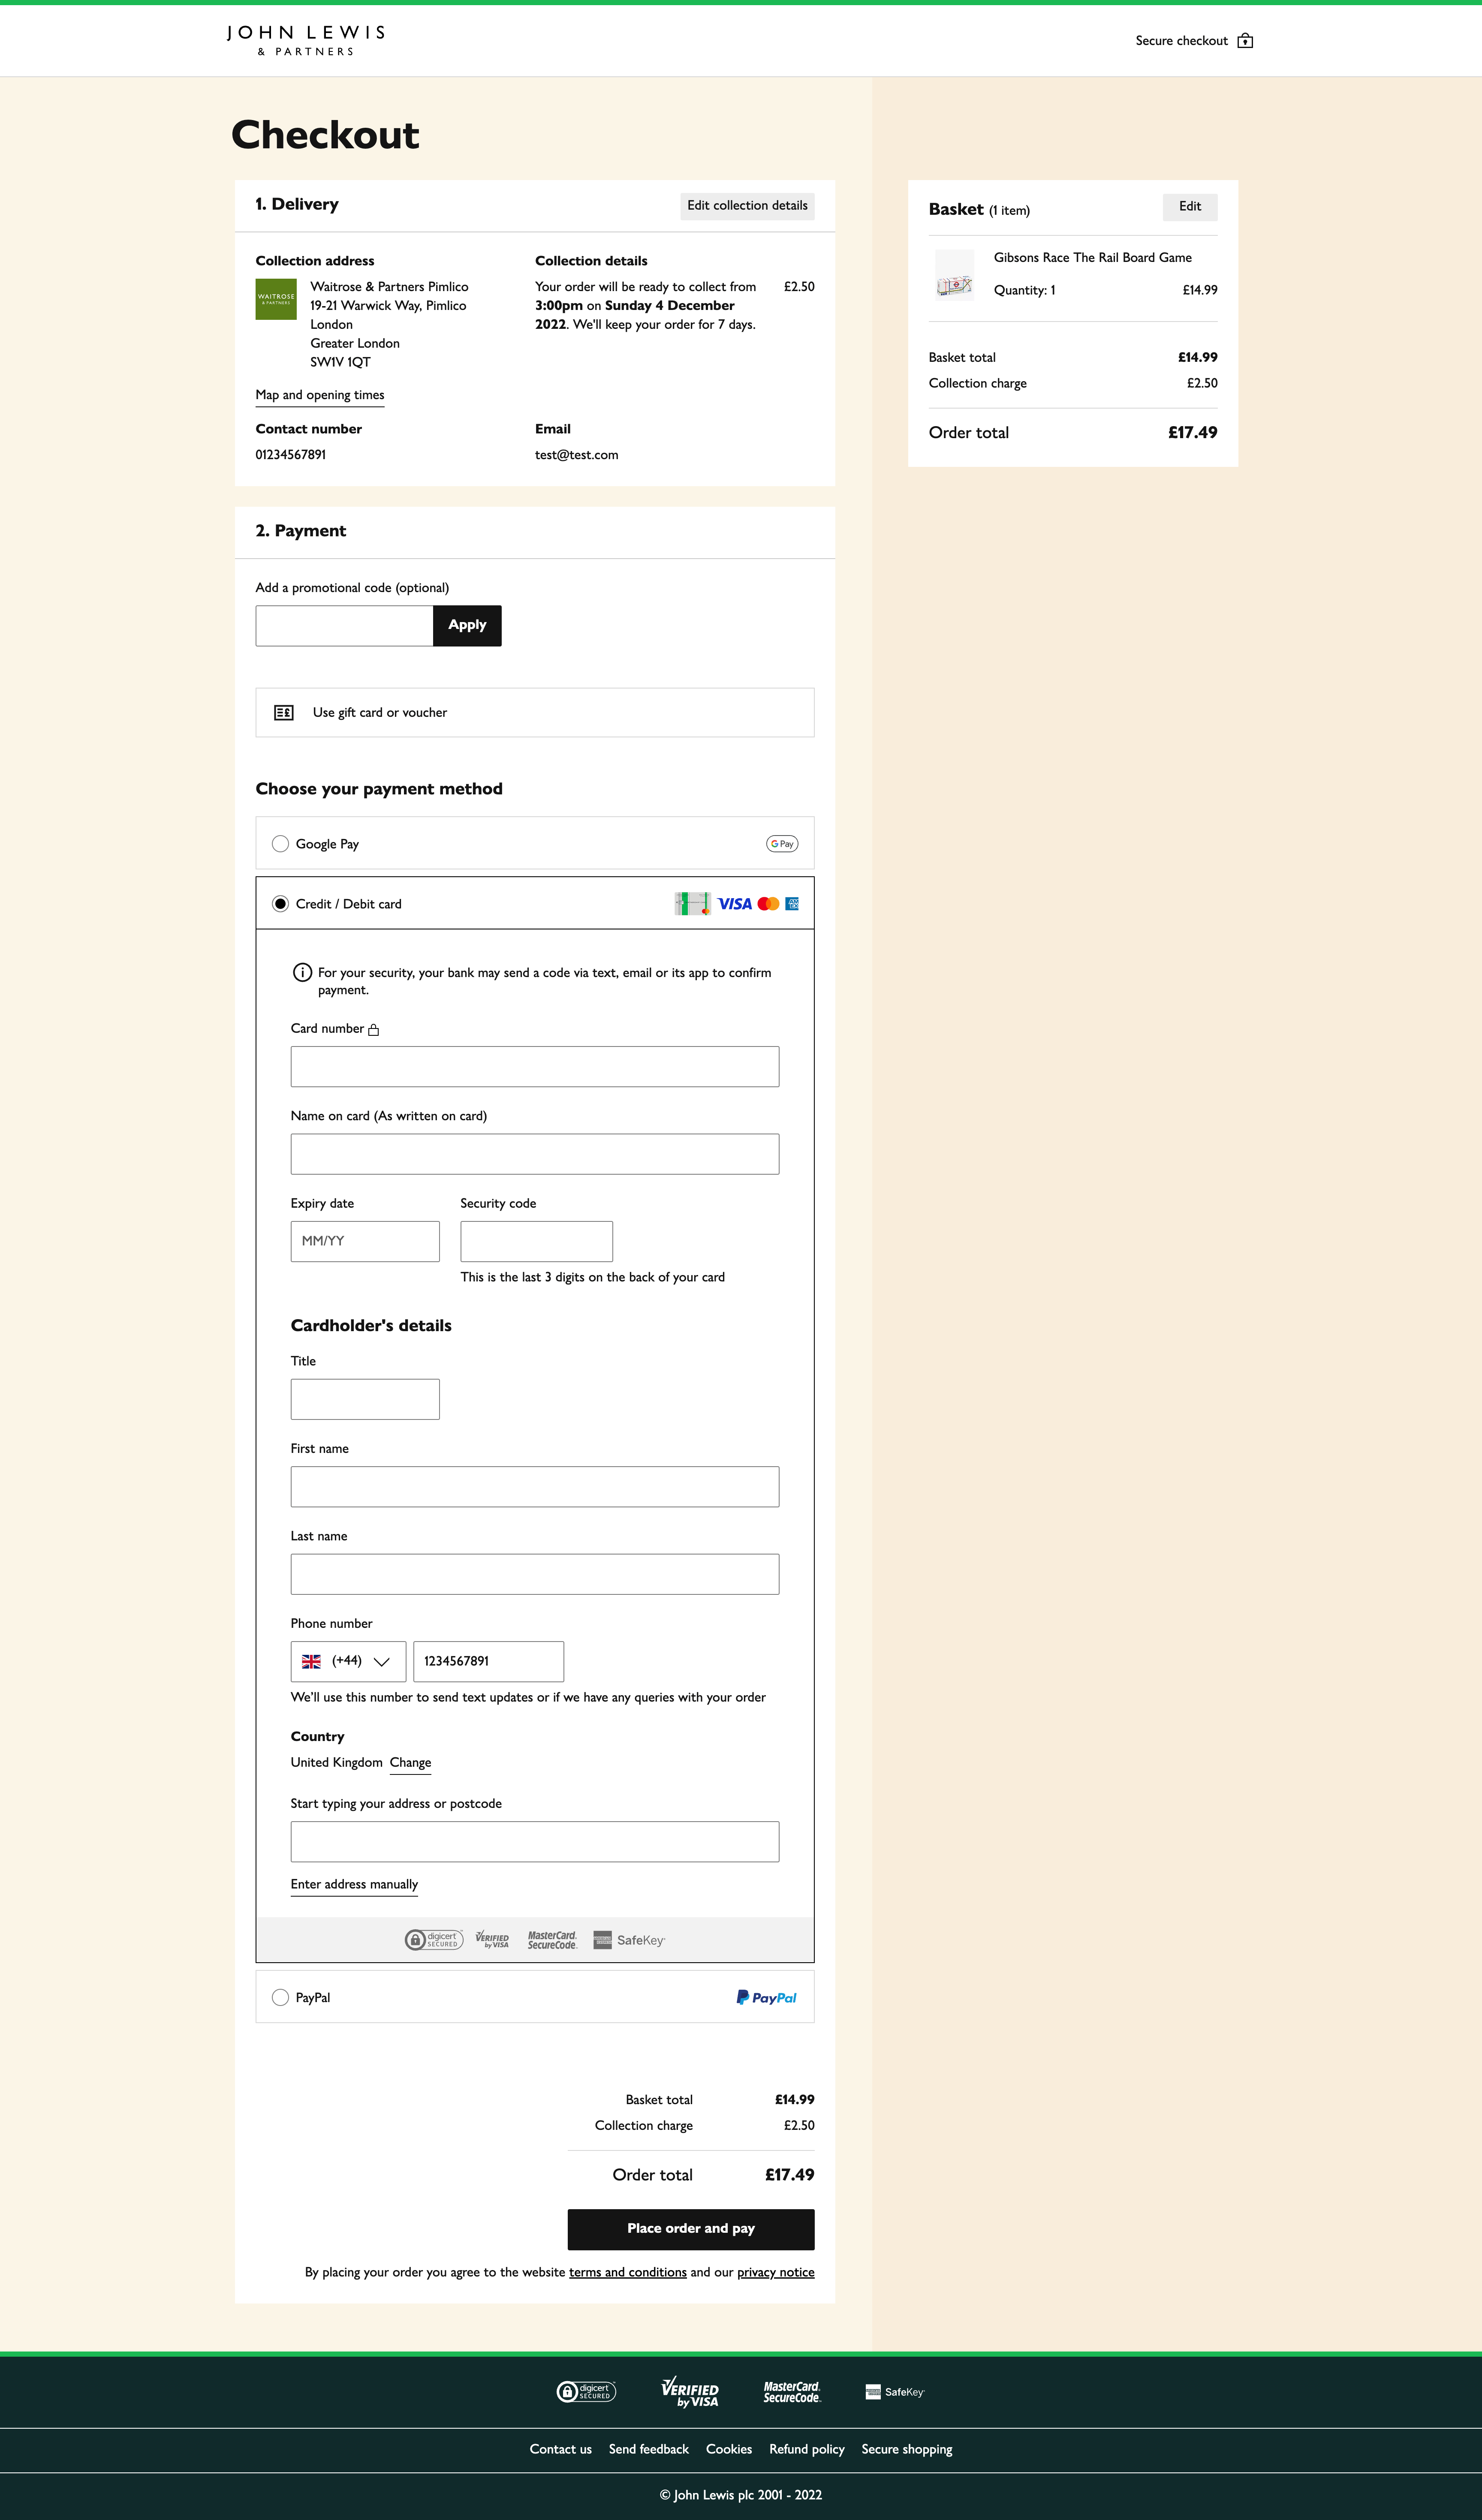 JOHN LEWIS
& PARTNERS
Secure checkout
Checkout
1. Delivery
Edit collection details
Collection address
WAITROSE
& PARTNERS
Waitrose & Partners Pimlico
19-21 Warwick Way, Pimlico
London
Greater London
SW1V 1QT
Map and opening times
Collection details
Your order will be ready to collect from
£2.50
3:00pm on Sunday 4 December
2022. We'll keep your order for 7 days.
Contact number
01234567891
Email
test@test.com
Basket (1 item)
Edit
Gibsons Race The Rail Board Game
Quantity: 1
£14.99
Basket total
£14.99
Collection charge
£2.50
Order total
£17.49
2. Payment
Add a promotional code (optional)
Apply
Use gift card or voucher
Choose your payment method
Google Pay
G Pay
Credit / Debit card
VISA
For your security, your bank may send a code via text, email or its app to confirm
payment.
Card number
Name on card (As written on card)
Expiry date
MM/YY
Security code
This is the last 3 digits on the back of your card
Cardholder's details
Title
First name
Last name
Phone number
(+44)
1234567891
We'll use this number to send text updates or if we have any queries with your order
Country
United Kingdom Change
Start typing your address or postcode
Enter address manually
digicert
SECURED
VERIFIED
by VISA
MasterCard.
SecureCode.
SafeKey
PayPal
PayPal
Basket total
£14.99
Collection charge
£2.50
Order total
£17.49
Place order and pay
By placing your order you agree to the website terms and conditions and our privacy notice
digicert
SECURED
VERIFIED
by VISA
MasterCard.
SecureCode.
SafeKey
Contact us
Send feedback
Cookies
Refund policy
Secure shopping
© John Lewis plc 2001 - 2022